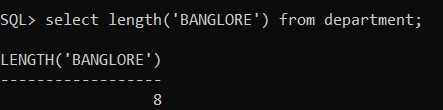 SQL> select length('BANGLORE') from department;
LENGTH('BANGLORE')
------------------
8